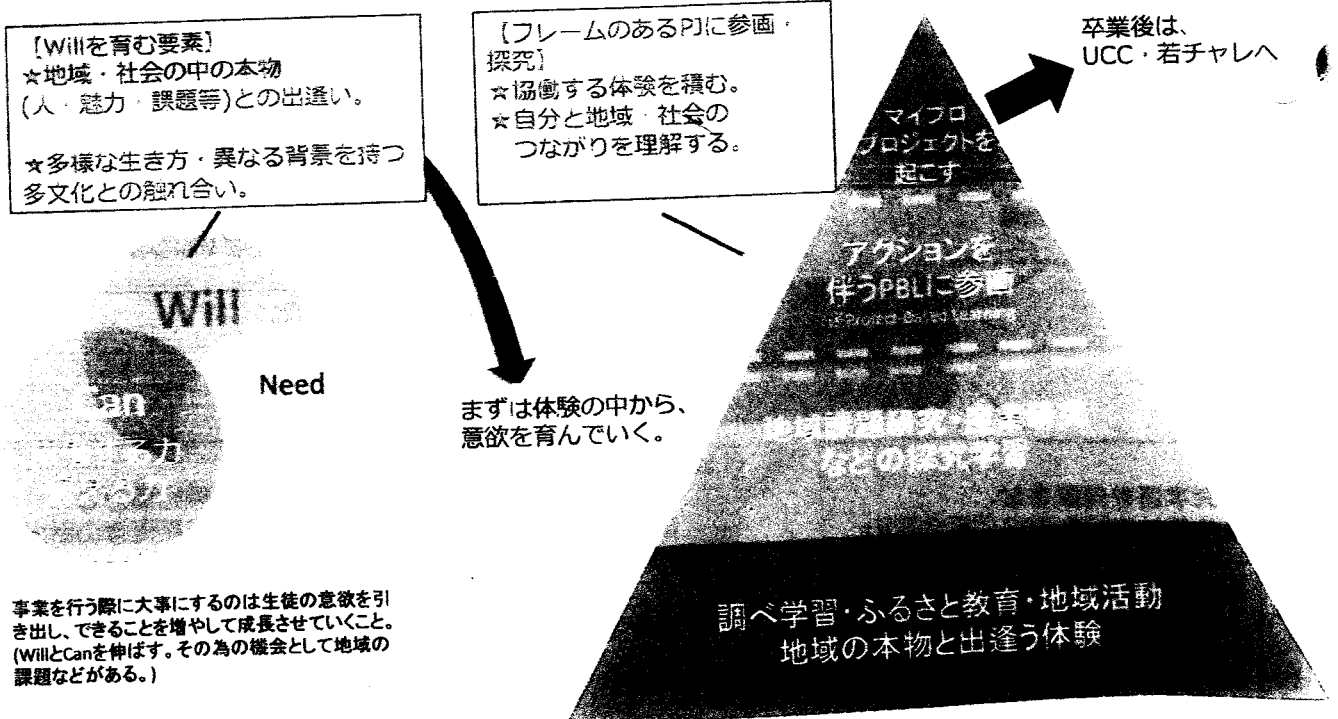 【Willを育む要素】
☆地域・社会の中の本物
(人・魅力・課題等)との出逢い。
☆多様な生き方・異なる背景を持つ
多文化との触れ合い。
【フレームのあるPJに参画・
探究】
☆協働する体験を積む。
☆自分と地域・社会の
つながりを理解する。
卒業後は、
UCC・若チャレへ
マイプロ
プロジェクトを
起こす
アクションを
伴うPBLに参画
Will
Can
Need
まずは体験の中から、
意欲を育んでいく。
などの探究学習
調べ学習・ふるさと教育・地域活動
地域の本物と出逢う体験
事業を行う際に大事にするのは生徒の意欲を引
き出し、できることを増やして成長させていくこと。
(WillとCanを伸ばす。その為の機会として地域の
課題などがある。)